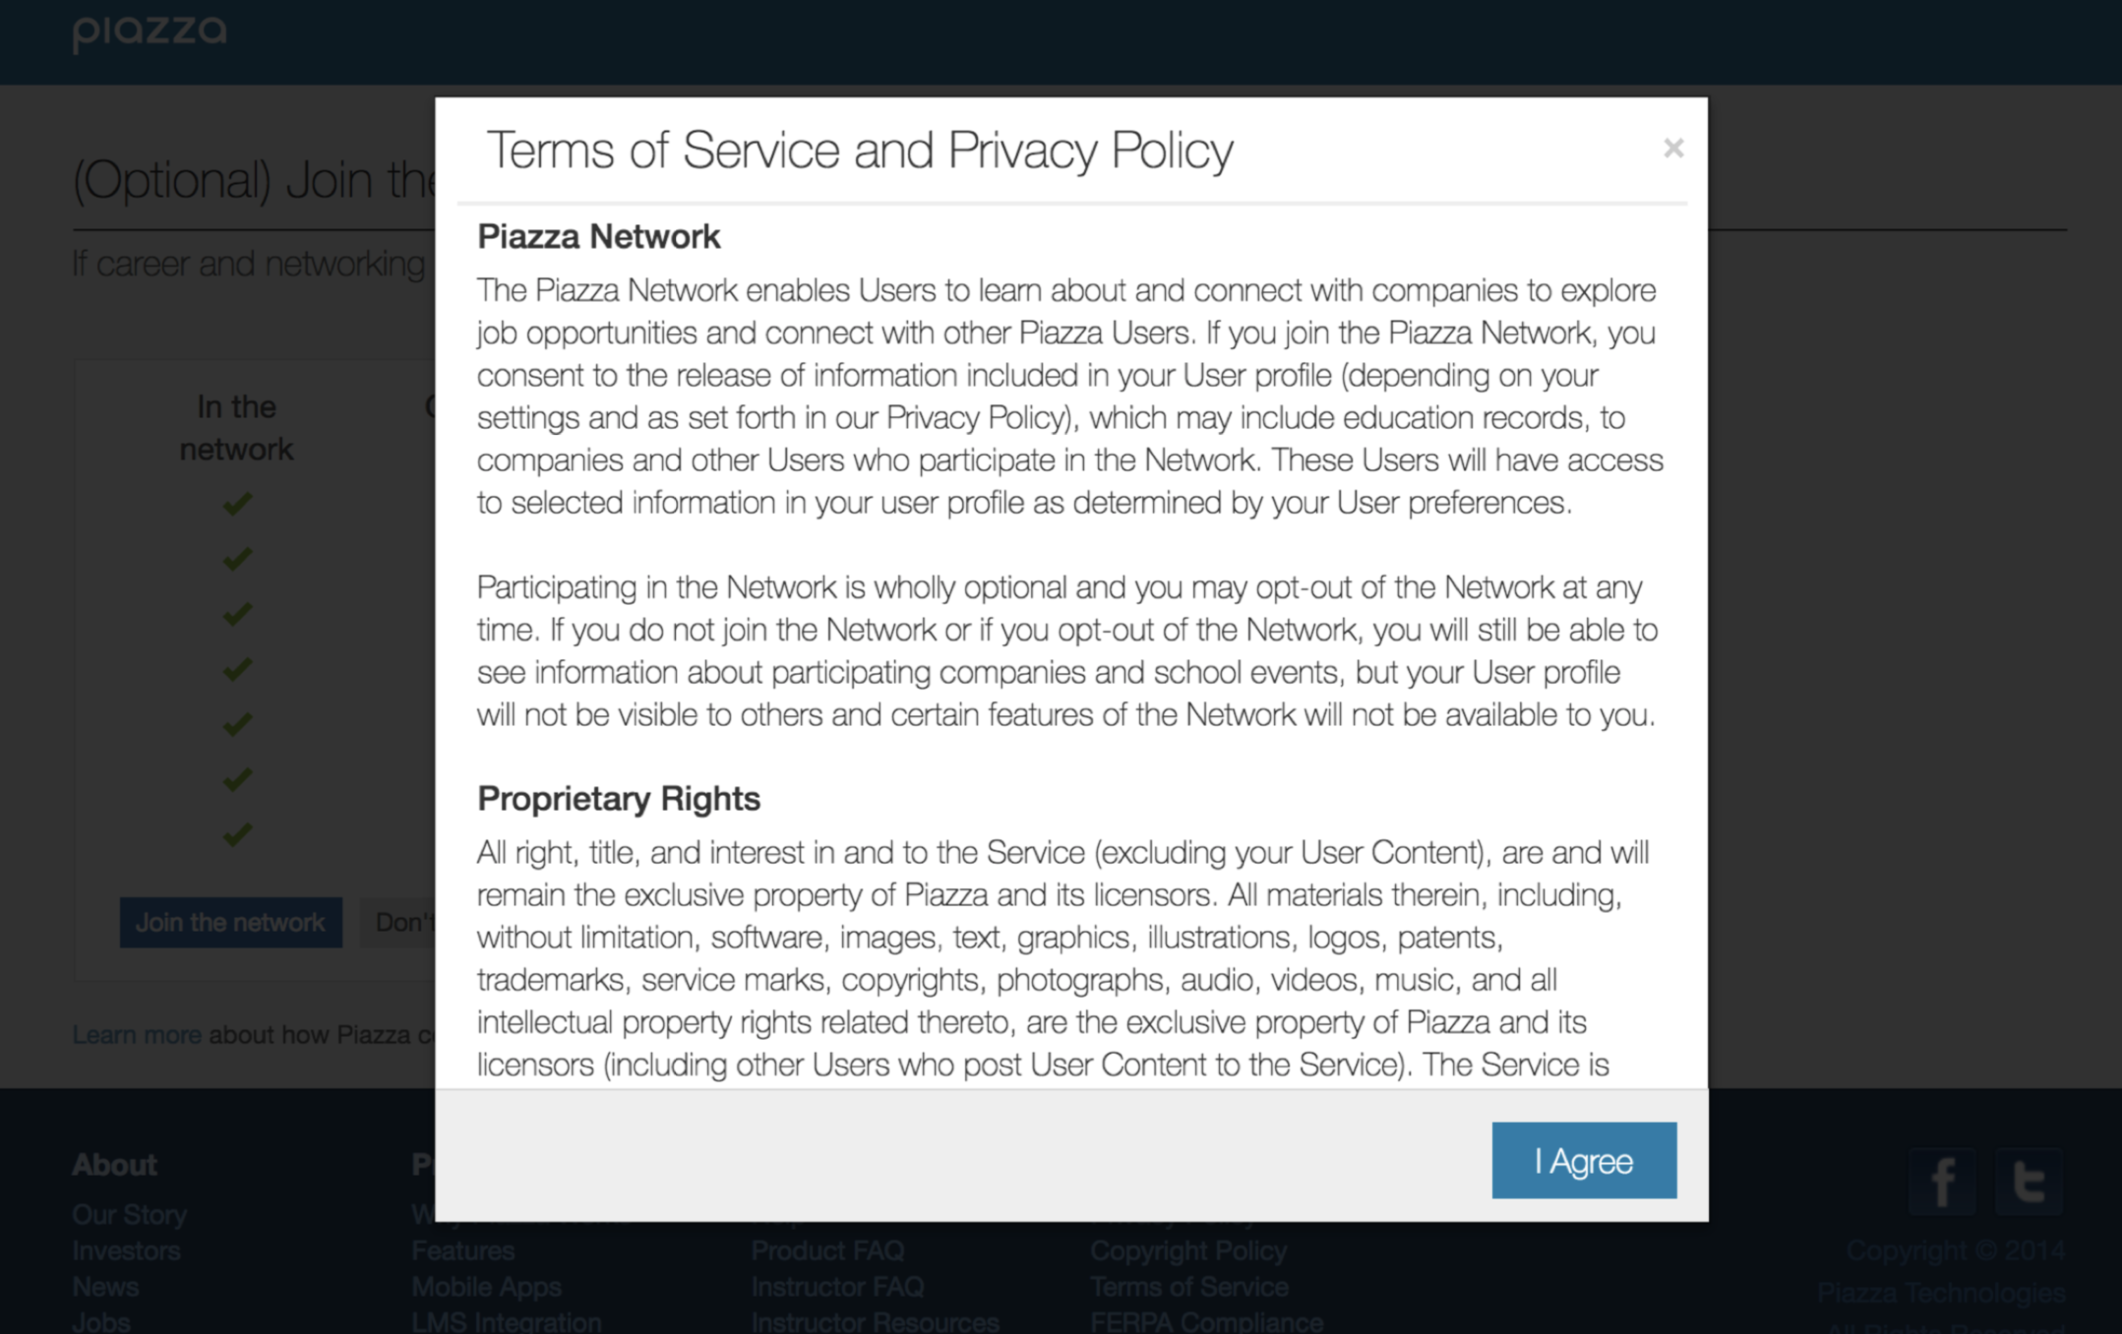 piazza
(Optional) Join the
If career and networking
In the
network
Join the network
Don't
Learn more about how Piazza
Terms of Service and Privacy Policy
×
Piazza Network
The Piazza Network enables Users to learn about and connect with companies to explore
job opportunities and connect with other Piazza Users. If you join the Piazza Network, you
consent to the release of information included in your User profile (depending on your
settings and as set forth in our Privacy Policy), which may include education records, to
companies and other Users who participate in the Network. These Users will have access
to selected information in your user profile as determined by your User preferences.
Participating in the Network is wholly optional and you may opt-out of the Network at any
time. If you do not join the Network or if you opt-out of the Network, you will still be able to
see information about participating companies and school events, but your User profile
will not be visible to others and certain features of the Network will not be available to you.
Proprietary Rights
All right, title, and interest in and to the Service (excluding your User Content), are and will
remain the exclusive property of Piazza and its licensors. All materials therein, including,
without limitation, software, images, text, graphics, illustrations, logos, patents,
trademarks, service marks, copyrights, photographs, audio, videos, music, and all
intellectual property rights related thereto, are the exclusive property of Piazza and its
licensors (including other Users who post User Content to the Service). The Service is
I Agree
About
Our Story
Investors
News
Jobs
Features
Mobile Apps
LMS Integration
Product FAQ
Instructor FAQ
Instructor Resources
Copyright Policy
Terms of Service
FERPA Compliance
Copyright © 2014
Piazza Technologies
All Rights Reserved